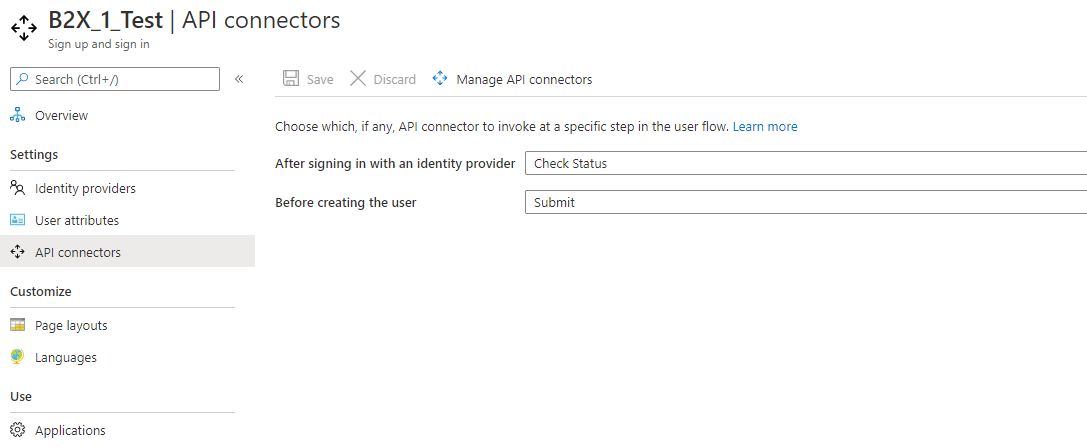 B2X_1_Test | API connectors
Sign up and sign in
Search (Ctrl+/)
«
Overview
Settings
Identity providers
User attributes
API connectors
Customize
Page layouts
Languages
Use
Applications
Save Discard Manage API connectors
Choose which, if any, API connector to invoke at a specific step in the user flow. Learn more
After signing in with an identity provider Check Status
Before creating the user Submit